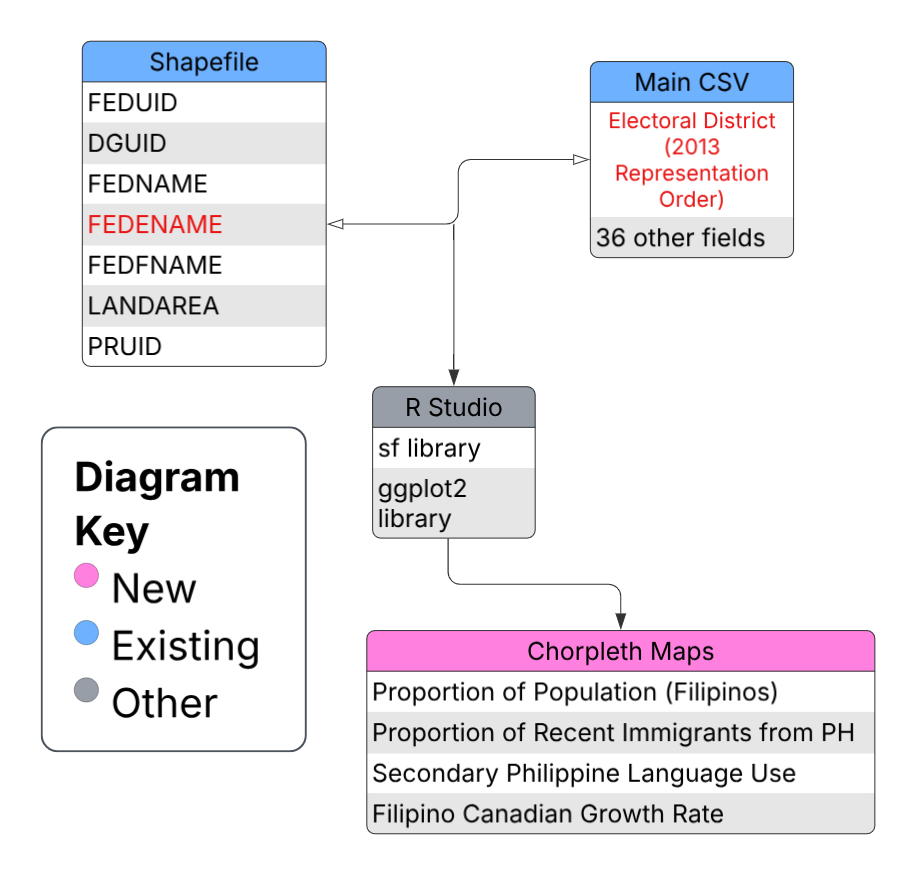 Shapefile
FEDUID
DGUID
FEDNAME
FEDENAME
FEDFNAME
LANDAREA
PRUID
Main CSV
Electoral District
(2013
Representation
Order)
36 other fields
R Studio
sf library
ggplot2
library
Diagram
Key
New
Existing
Other
Chorpleth Maps
Proportion of Population (Filipinos)
Proportion of Recent Immigrants from PH
Secondary Philippine Language Use
Filipino Canadian Growth Rate